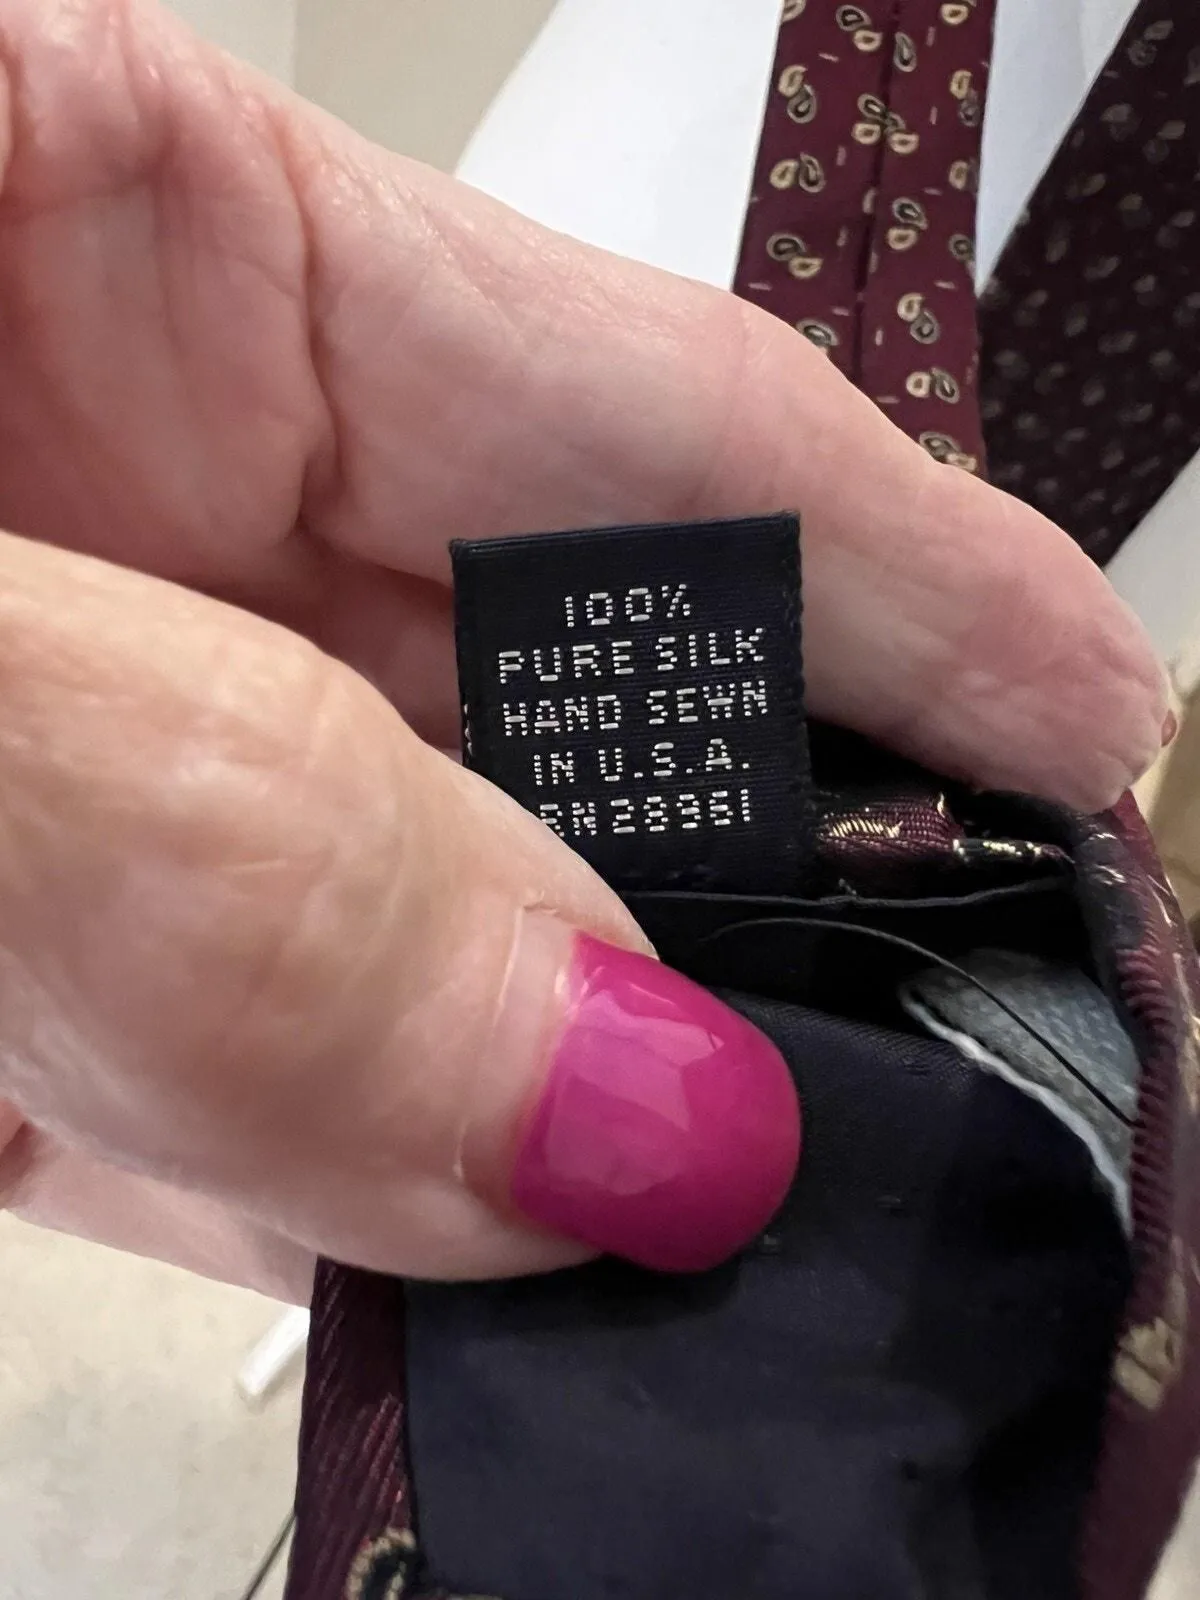 100%
PURE SILK
HAND SEWN
IN U.S.A.
RN 28961